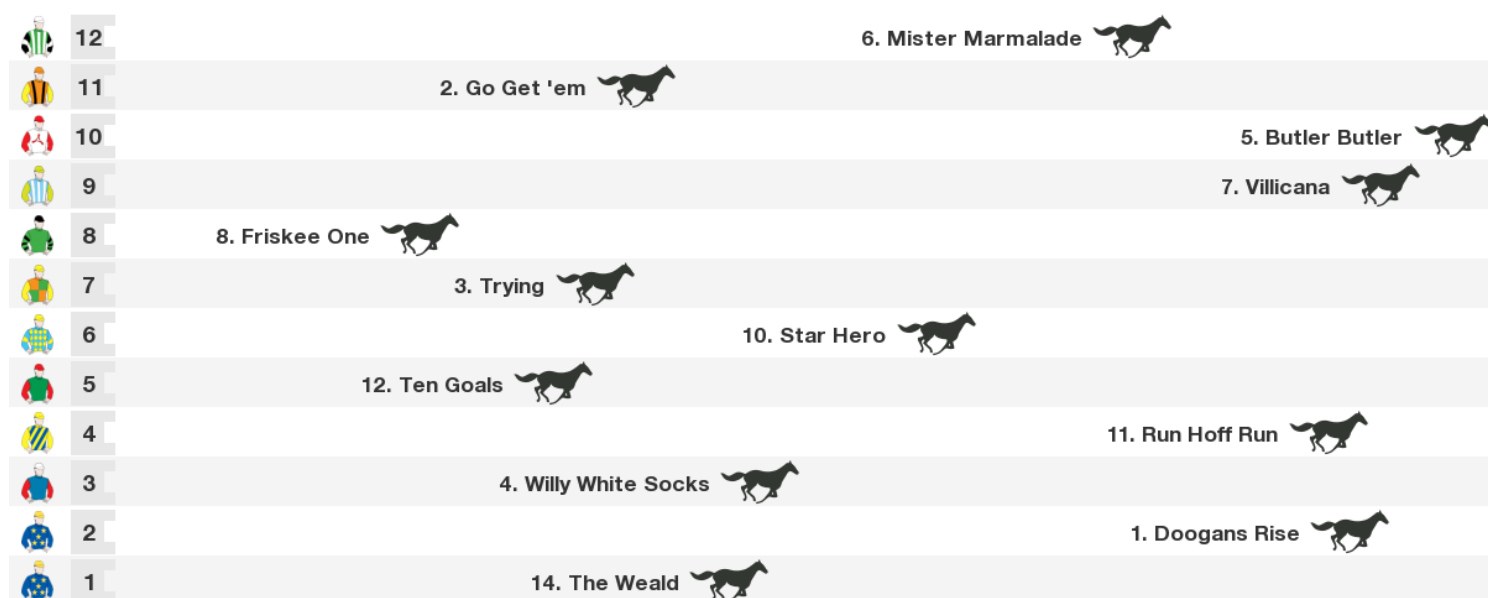 12 6. Mister Marmalade
11 2. Go Get 'em
10 5. Butler Butler
9 7. Villicana
8 8. Friskee One
7 3. Trying
6 10. Star Hero
5 12. Ten Goals
4 11. Run Hoff Run
3 4. Willy White Socks
2 1. Doogans Rise
1 14. The Weald